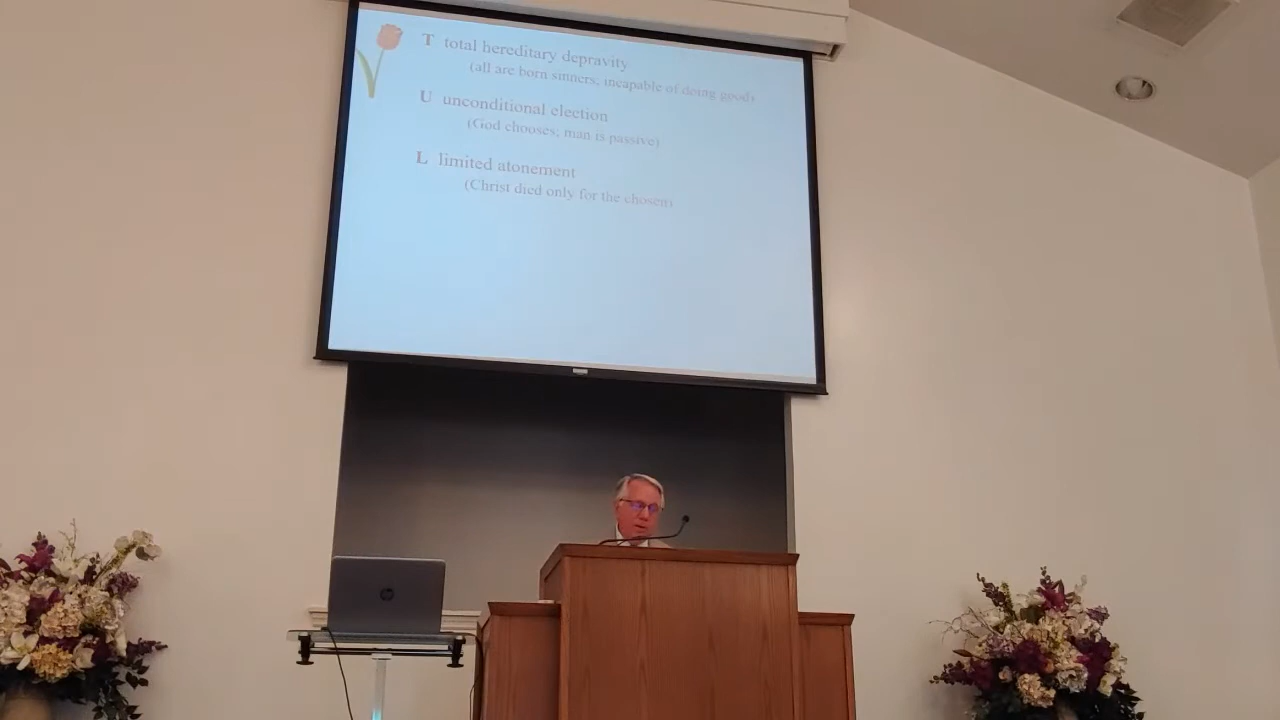 T total hereditary depravity
(all are born sinners, incapable of doing good)
U unconditional election
(God chooses; man is passive)
L limited atonement
(Christ died only for the chosen)
hp